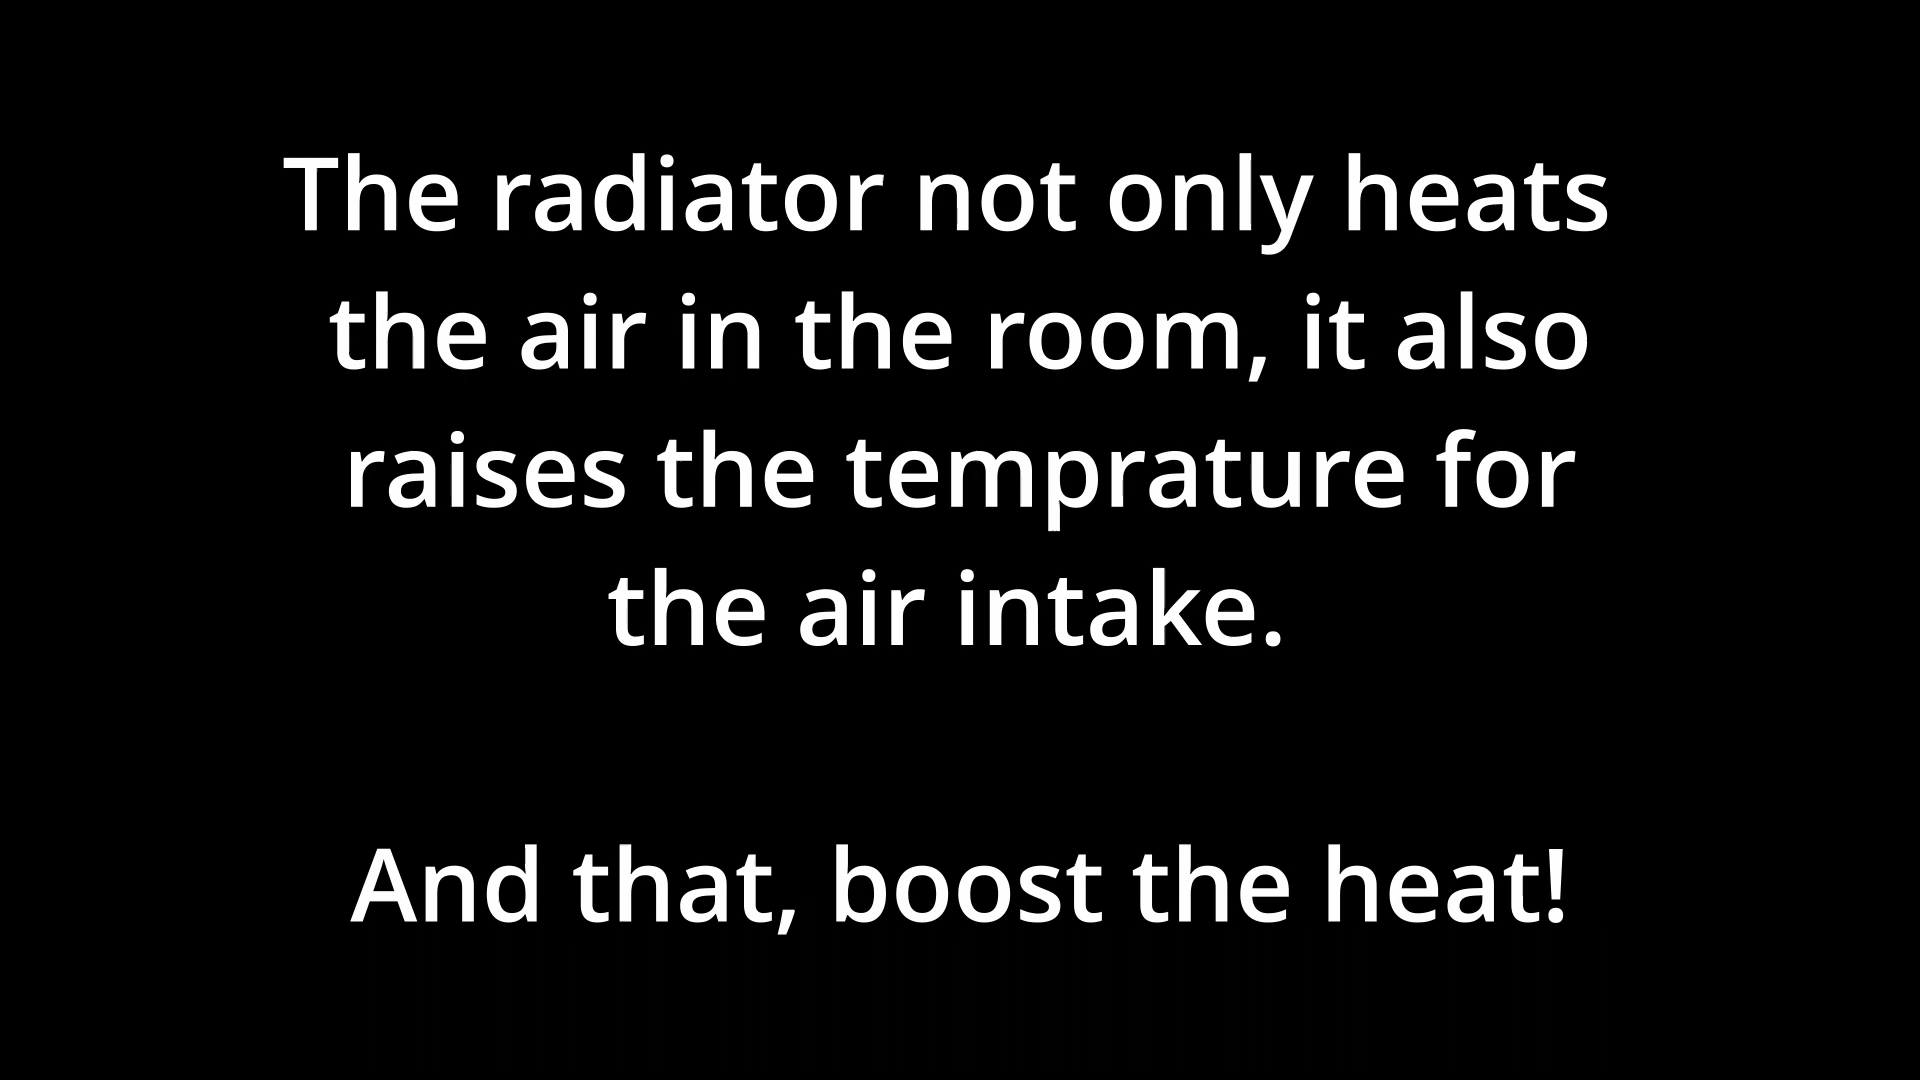 The radiator not only heats
the air in the room, it also
raises the temprature for
the air intake.
And that, boost the heat!